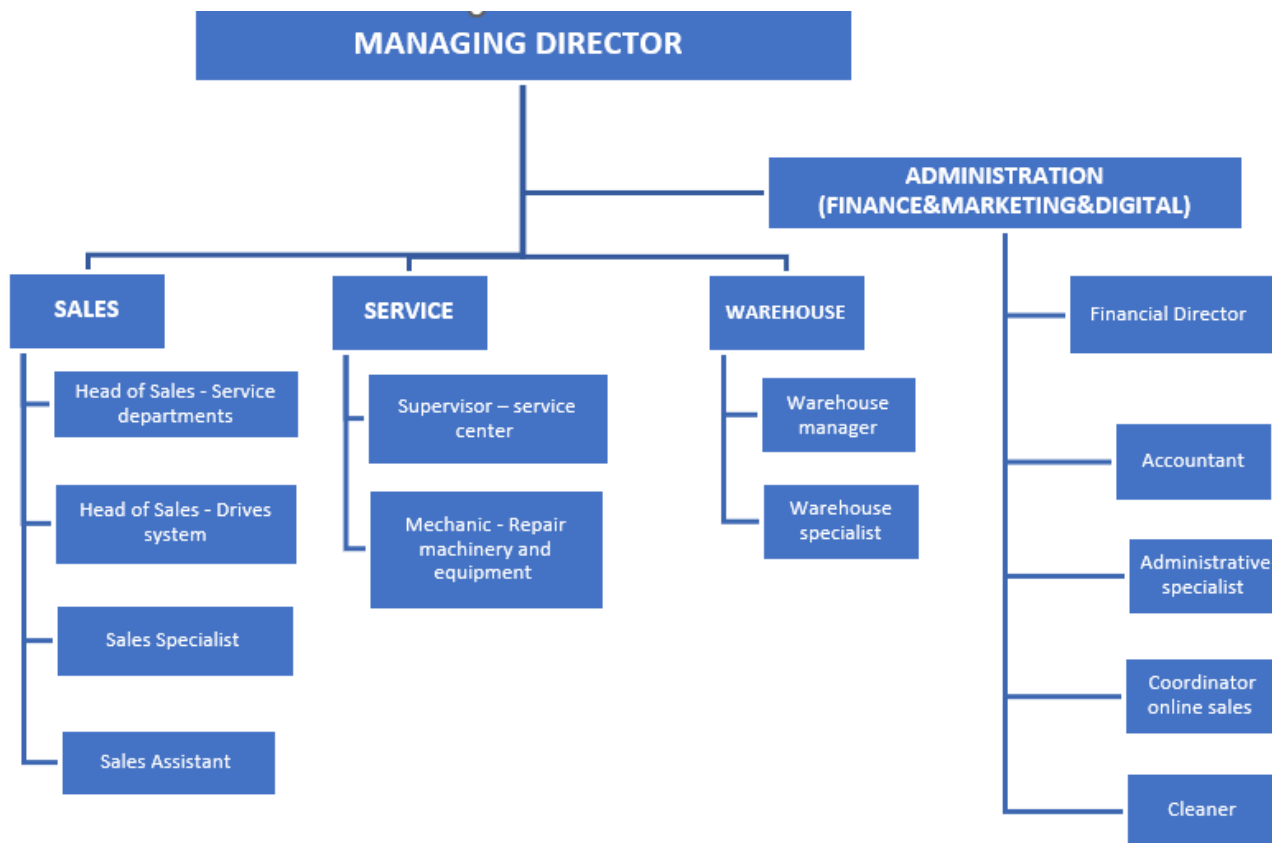 MANAGING DIRECTOR
ADMINISTRATION
(FINANCE&MARKETING&DIGITAL)
SALES
SERVICE
WAREHOUSE
Head of Sales - Service
departments
Head of Sales - Drives
system
Sales Specialist
Sales Assistant
Supervisor – service
center
Mechanic - Repair
machinery and
equipment
Warehouse
manager
Warehouse
specialist
Financial Director
Accountant
Administrative
specialist
Coordinator
online sales
Cleaner